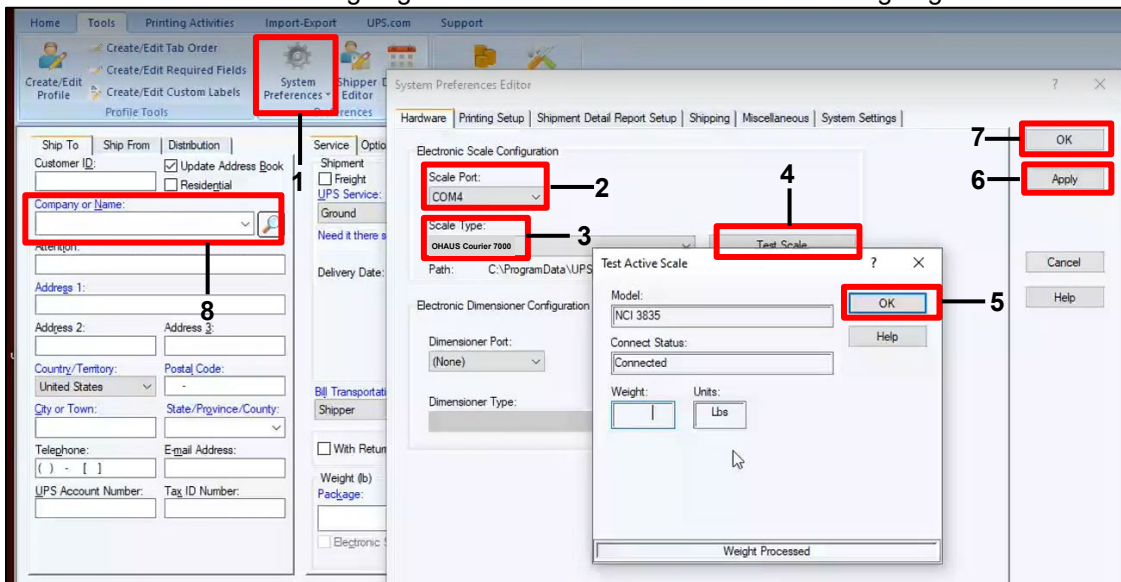 Home Tools Printing Activities Import-Export UPS.com Support
Create/Edit Profile
Create/Edit Tab Order
Create/Edit Required Fields
Create/Edit Custom Labels
Profile Tools
System Preferences
Shipper Editor
Preferences
1
Ship To Ship From Distribution
Customer ID:
Update Address Book
Residential
Company or Name:
8
Attention:
Address 1:
Address 2: Address 3:
Country/Territory: Postal Code:
United States -
City or Town: State/Province/County:
Telephone: E-mail Address:
( ) - [ ]
UPS Account Number: Tax ID Number:
Service Optio
Shipment
Freight
UPS Service:
Ground
Need it there s
Delivery Date:
Bill Transportati
Shipper
With Return
Weight (lb)
Package:
Electronic S
System Preferences Editor ? X
Hardware Printing Setup Shipment Detail Report Setup Shipping Miscellaneous System Settings
Electronic Scale Configuration
Scale Port:
COM4
2
Scale Type:
OHAUS Courier 7000
3
4
Test Scale
Path: C:\ProgramData\UPS
Electronic Dimensioner Configuration
Dimensioner Port:
(None)
Dimensioner Type:
Test Active Scale ? X
Model:
NCI 3835
Connect Status:
Connected
Weight: Units:
Lbs
OK
5
Help
Weight Processed
7
OK
6
Apply
Cancel
Help